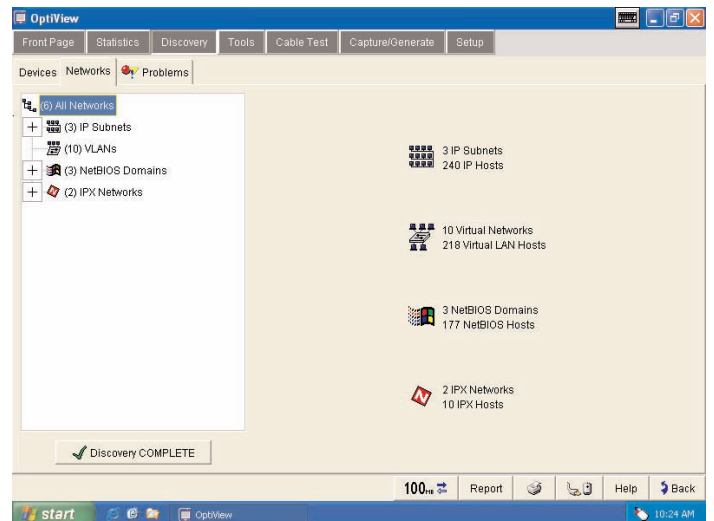 OptiView
Front Page Statistics Discovery Tools Cable Test Capture/Generate Setup
Devices Networks Problems
(6) All Networks
(3) IP Subnets
(10) VLANs
(3) NetBIOS Domains
(2) IPX Networks
3 IP Subnets
240 IP Hosts
10 Virtual Networks
218 Virtual LAN Hosts
3 NetBIOS Domains
177 NetBIOS Hosts
2 IPX Networks
10 IPX Hosts
Discovery COMPLETE
100HB Report Help Back
start OptiView 10:24 AM